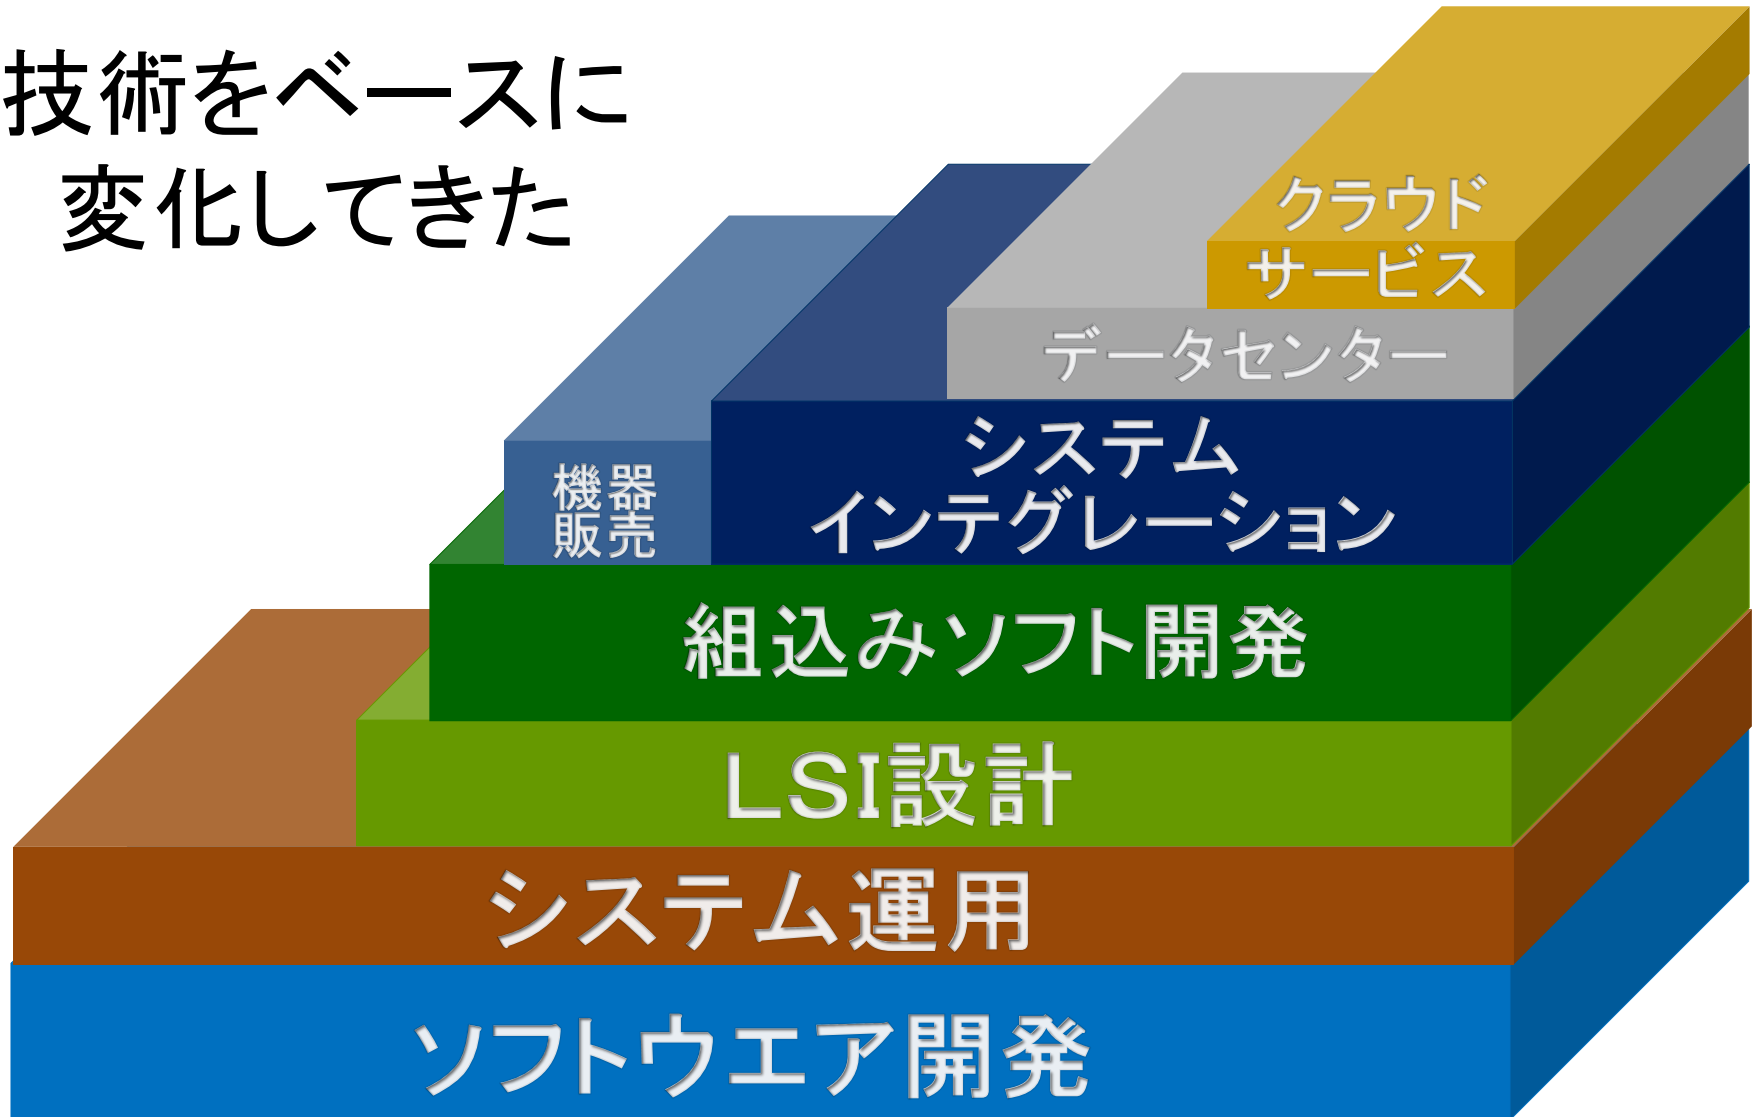 技術をベースに
変化してきた
クラウド
サービス
データセンター
システム
インテグレーション
機器
販売
組込みソフト開発
LSI設計
システム運用
ソフトウエア開発